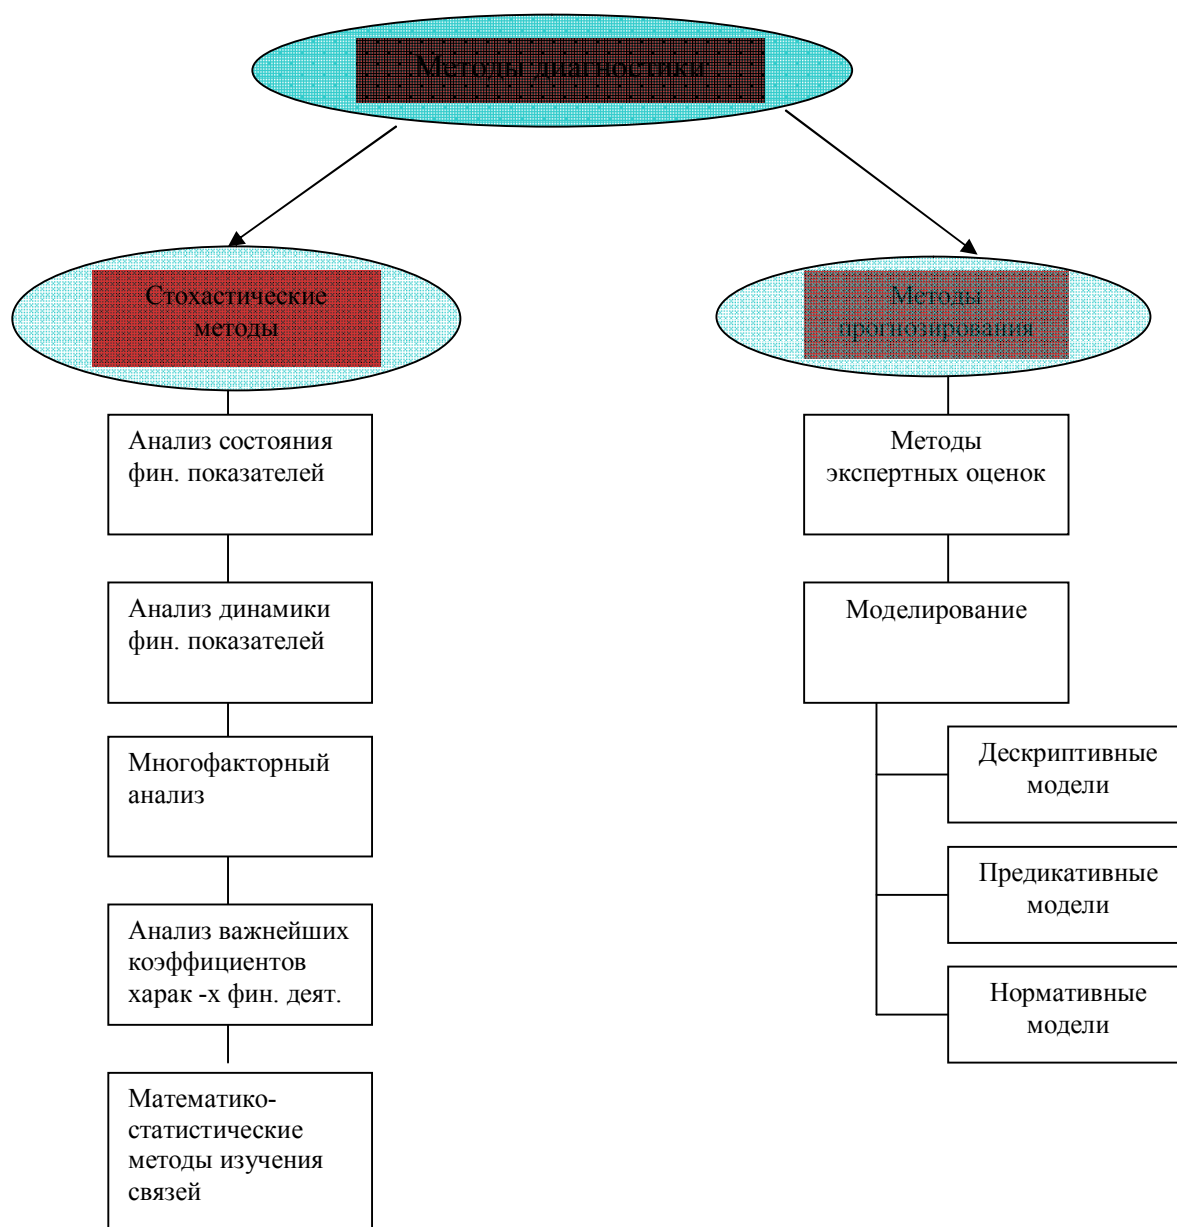 Методы диагностики
Стохастические
методы
Анализ состояния
фин. показателей
Анализ динамики
фин. показателей
Многофакторный
анализ
Анализ важнейших
коэффициентов
харак -х фин. деят.
Математико-
статистические
методы изучения
связей
Методы
прогнозирования
Методы
экспертных оценок
Моделирование
Дескриптивные
модели
Предикативные
модели
Нормативные
модели